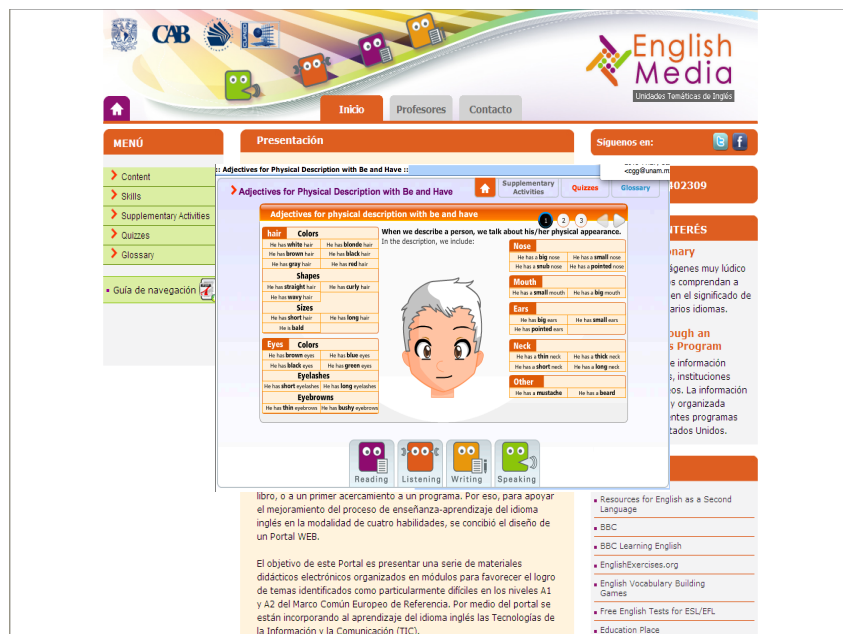 CAB
English
Media
Unidades Temáticas de Inglés
Inicio
Profesores
Contacto
MENÚ
Presentación
Síguenos en:
Content
Skills
Supplementary Activities
Quizzes
Glossary
Guía de navegación
:: Adjectives for Physical Description with Be and Have ::
<cgg@unam.m
Adjectives for Physical Description with Be and Have
Supplementary
Activities
Quizzes
Glossary
Adjectives for physical description with be and have
1 2 3
When we describe a person, we talk about his/her physical appearance.
In the description, we include:
hair Colors
He has white hair He has blonde hair
He has brown hair He has black hair
He has gray hair He has red hair
Shapes
He has straight hair He has curly hair
He has wavy hair
Sizes
He has short hair He has long hair
He is bald
Eyes Colors
He has brown eyes He has blue eyes
He has black eyes He has green eyes
Eyelashes
He has short eyelashes He has long eyelashes
Eyebrowns
He has thin eyebrows He has bushy eyebrows
Nose
He has a big nose He has a small nose
He has a snub nose He has a pointed nose
Mouth
He has a small mouth He has a big mouth
Ears
He has big ears He has small ears
He has pointed ears
Neck
He has a thin neck He has a thick neck
He has a short neck He has a long neck
Other
He has a mustache He has a beard
Reading
Listening
Writing
Speaking
02309
TERÉS
onary
ágenes muy lúdico
s comprendan a
en el significado de
arios idiomas.
ough an
s Program
e información
s, instituciones
os. La información
y organizada
entes programas
tados Unidos.
libro, o a un primer acercamiento a un programa. Por eso, para apoyar
el mejoramiento del proceso de enseñanza-aprendizaje del idioma
inglés en la modalidad de cuatro habilidades, se concibió el diseño de
un Portal WEB.
El objetivo de este Portal es presentar una serie de materiales
didácticos electrónicos organizados en módulos para favorecer el logro
de temas identificados como particularmente difíciles en los niveles A1
y A2 del Marco Común Europeo de Referencia. Por medio del portal se
están incorporando al aprendizaje del idioma inglés las Tecnologías de
la Información y la Comunicación (TIC).
Resources for English as a Second
Language
BBC
BBC Learning English
EnglishExercises.org
English Vocabulary Building
Games
Free English Tests for ESL/EFL
Education Place